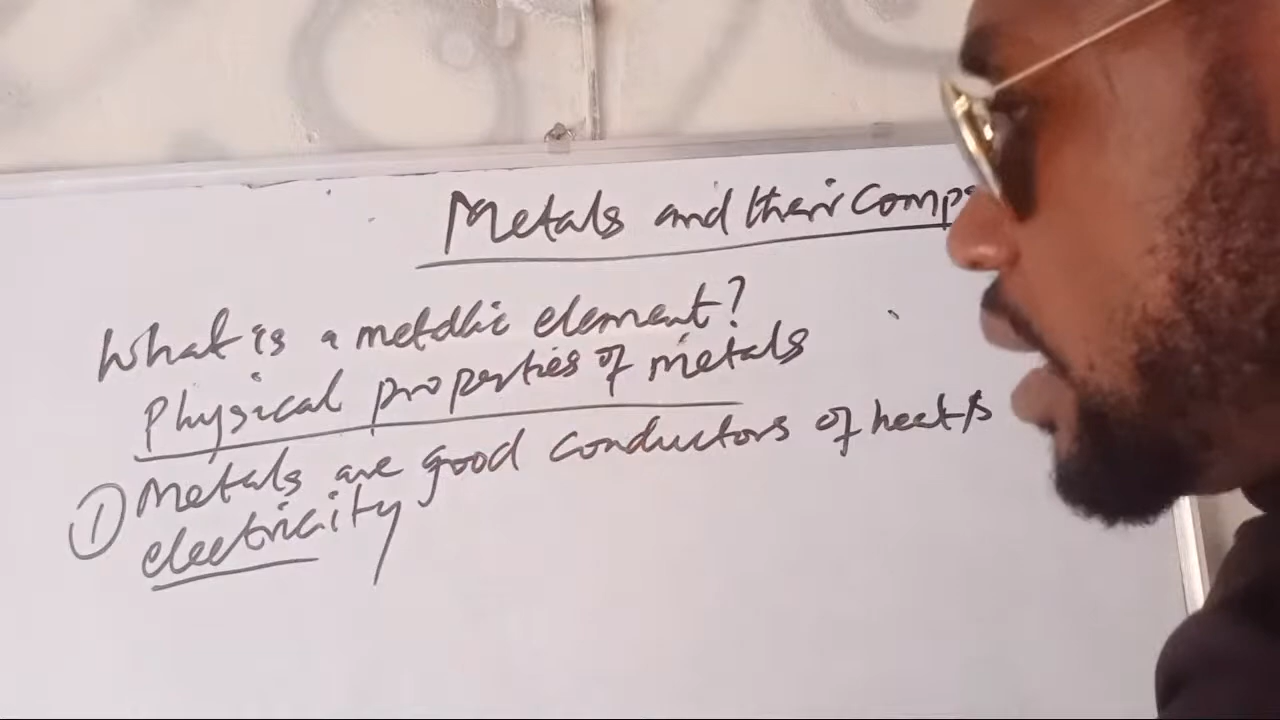 Metals and their Comp
What is a metallic element?
Physical properties of metals
① Metals are good conductors of heat &
electricity